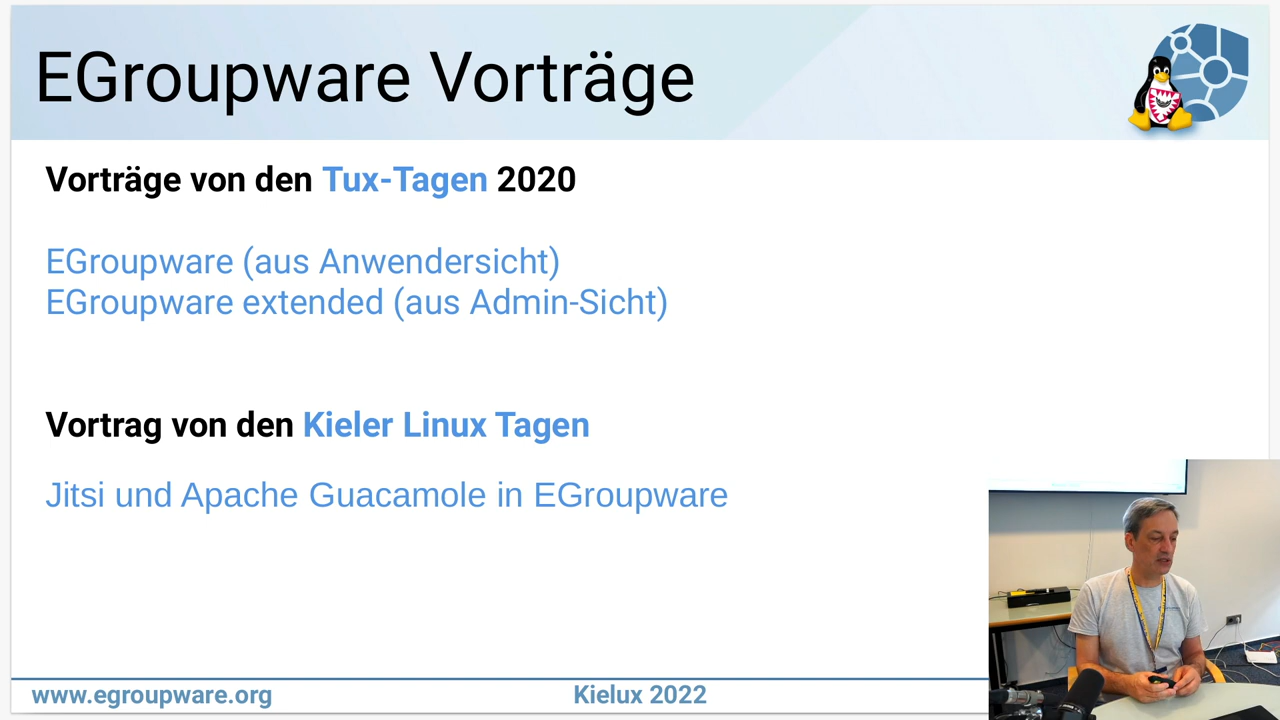 EGroupware Vorträge
Vorträge von den Tux-Tagen 2020
EGroupware (aus Anwendersicht)
EGroupware extended (aus Admin-Sicht)
Vortrag von den Kieler Linux Tagen
Jitsi und Apache Guacamole in EGroupware
www.egroupware.org
Kielux 2022